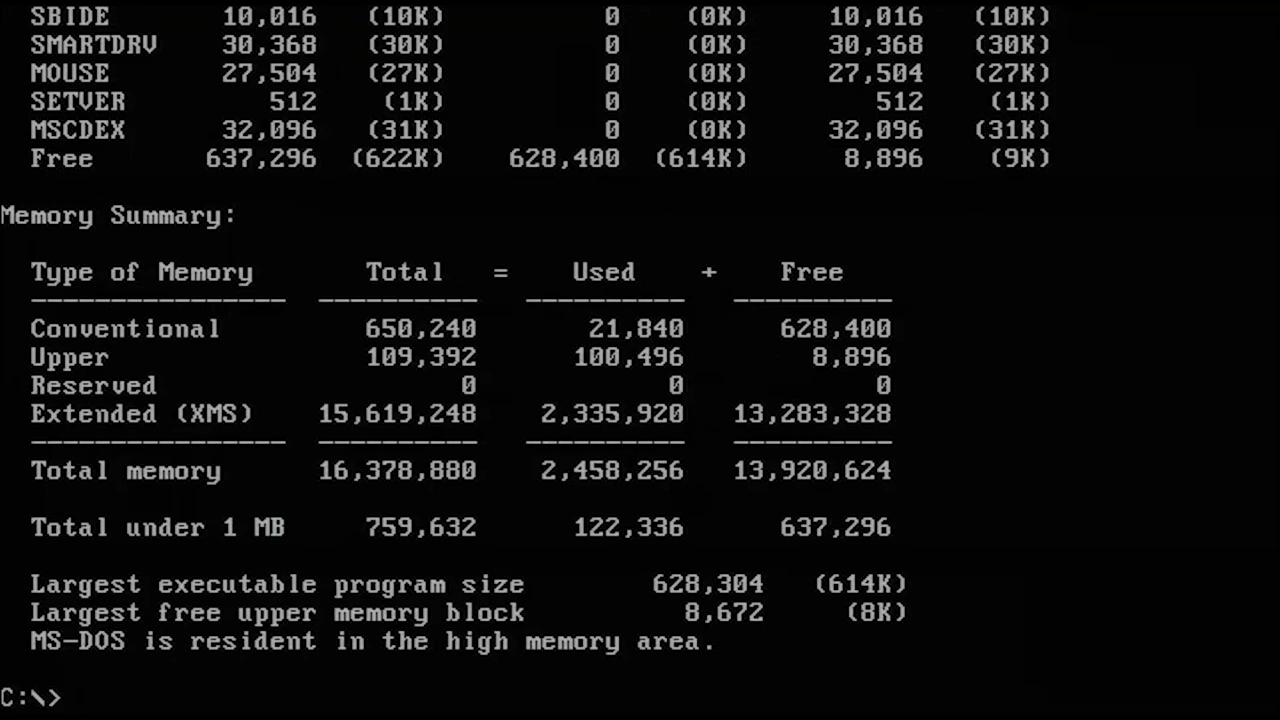 SBIDE 10,016 (10K) 0 (0K) 10,016 (10K)
SMARTDRV 30,368 (30K) 0 (0K) 30,368 (30K)
MOUSE 27,504 (27K) 0 (0K) 27,504 (27K)
SETVER 512 (1K) 0 (0K) 512 (1K)
MSCDEX 32,096 (31K) 0 (0K) 32,096 (31K)
Free 637,296 (622K) 628,400 (614K) 8,896 (9K)
Memory Summary:
Type of Memory Total = Used + Free
---------------- ---------- ---------- ----------
Conventional 650,240 21,840 628,400
Upper 109,392 100,496 8,896
Reserved 0 0 0
Extended (XMS) 15,619,248 2,335,920 13,283,328
---------------- ---------- ---------- ----------
Total memory 16,378,880 2,458,256 13,920,624
Total under 1 MB 759,632 122,336 637,296
Largest executable program size 628,304 (614K)
Largest free upper memory block 8,672 (8K)
MS-DOS is resident in the high memory area.
C:\>